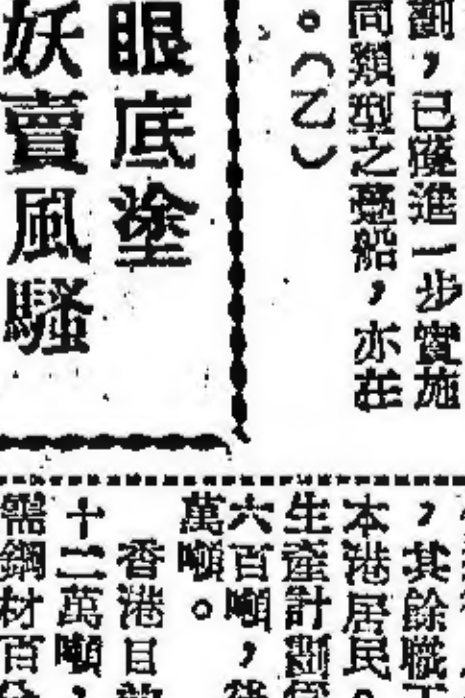 劃，已隨進一步實施
同類型之躉船，亦在
。（乙）
眼底塗
妖賣風騷
，其餘職
本港居民
生產計劃
六百噸，
萬噸。
香港目
十二萬噸，
需鋼材百